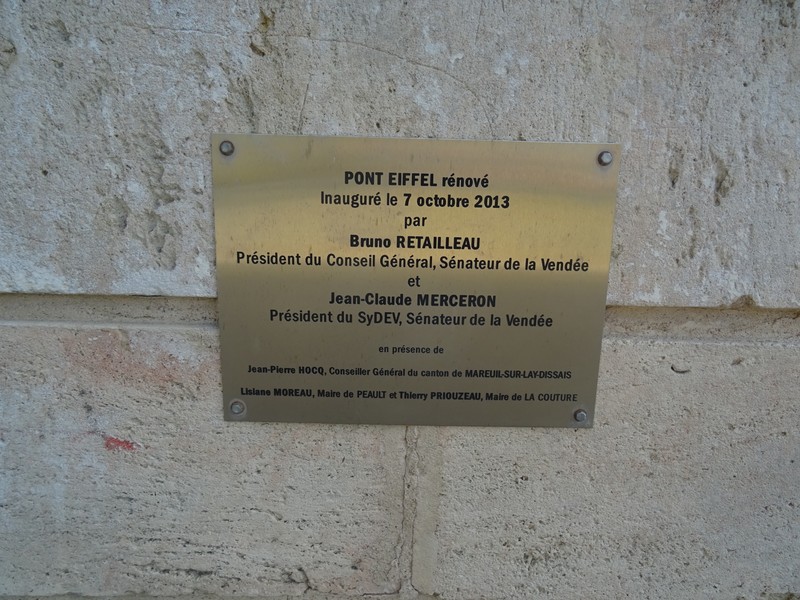 PONT EIFFEL rénové
Inauguré le 7 octobre 2013
par
Bruno RETAILLEAU
Président du Conseil Général, Sénateur de la Vendée
et
Jean-Claude MERCERON
Président du SyDEV, Sénateur de la Vendée
en présence de
Jean-Pierre HOCQ, Conseiller Général du canton de MAREUIL-SUR-LAY-DISSAIS
Lisiane MOREAU, Maire de PEAULT et Thierry PRIOUZEAU, Maire de LA COUTURE